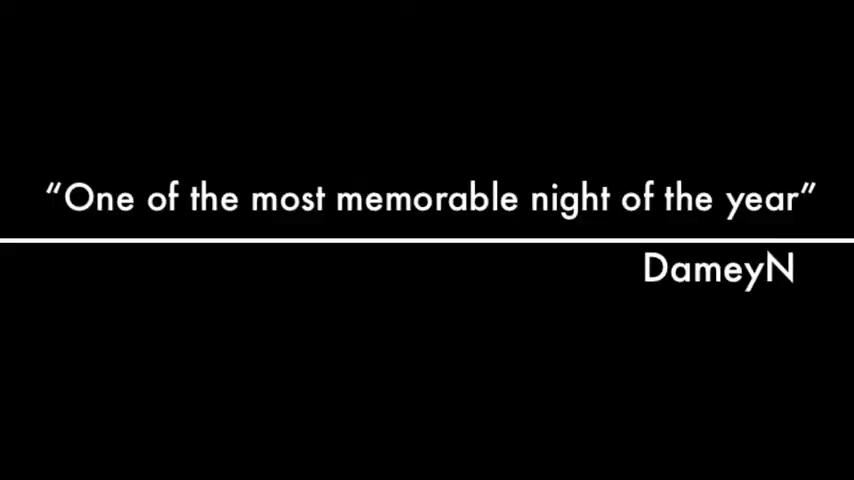 “One of the most memorable night of the year”
DameyN